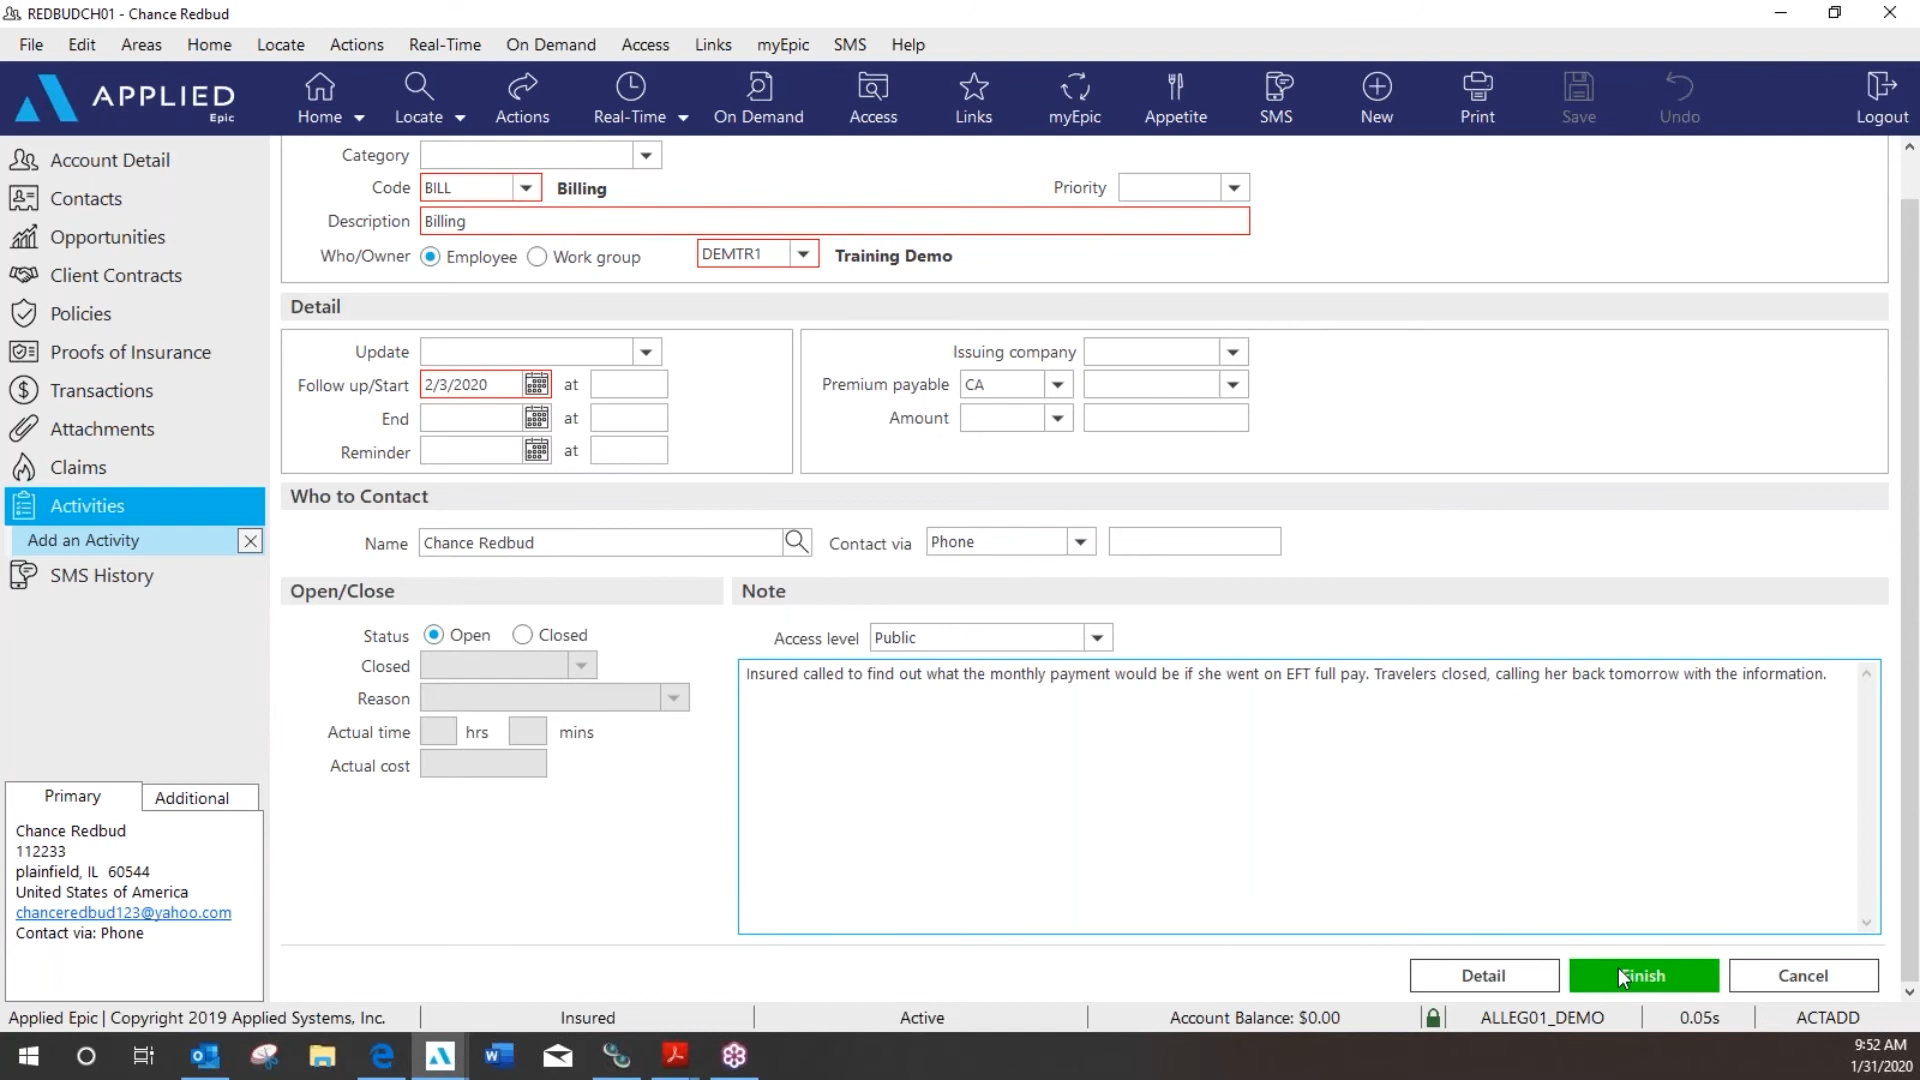 REDBUDCH01 - Chance Redbud
File Edit Areas Home Locate Actions Real-Time On Demand Access Links myEpic SMS Help
APPLIED
Epic
Home Locate Actions Real-Time On Demand Access Links myEpic Appetite SMS New Print Save Undo Logout
Account Detail
Contacts
Opportunities
Client Contracts
Policies
Proofs of Insurance
Transactions
Attachments
Claims
Activities
Add an Activity
SMS History
Primary Additional
Chance Redbud
112233
plainfield, IL 60544
United States of America
chanceredbud123@yahoo.com
Contact via: Phone
Category
Code BILL Billing Priority
Description Billing
Who/Owner Employee Work group DEMTR1 Training Demo
Detail
Update Issuing company
Follow up/Start 2/3/2020 at Premium payable CA
End at Amount
Reminder at
Who to Contact
Name Chance Redbud Contact via Phone
Open/Close Note
Status Open Closed Access level Public
Closed
Reason
Actual time hrs mins
Actual cost
Insured called to find out what the monthly payment would be if she went on EFT full pay. Travelers closed, calling her back tomorrow with the information.
Detail Finish Cancel
Applied Epic | Copyright 2019 Applied Systems, Inc. Insured Active Account Balance: $0.00 ALLEG01_DEMO 0.05s ACTADD
9:52 AM
1/31/2020